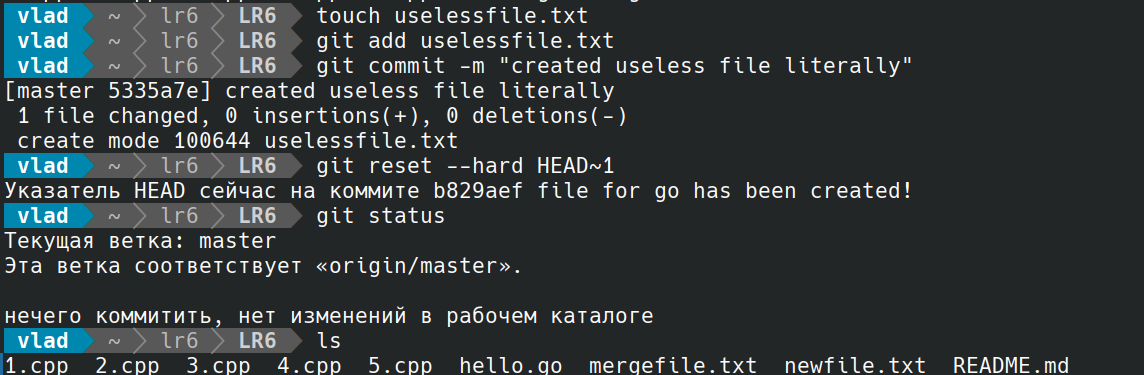 vlad ~ lr6 LR6 touch uselessfile.txt
vlad ~ lr6 LR6 git add uselessfile.txt
vlad ~ lr6 LR6 git commit -m "created useless file literally"
[master 5335a7e] created useless file literally
1 file changed, 0 insertions(+), 0 deletions(-)
create mode 100644 uselessfile.txt
vlad ~ lr6 LR6 git reset --hard HEAD~1
Указатель HEAD сейчас на коммите b829aef file for go has been created!
vlad ~ lr6 LR6 git status
Текущая ветка: master
Эта ветка соответствует «origin/master».

нечего коммитить, нет изменений в рабочем каталоге
vlad ~ lr6 LR6 ls
1.cpp 2.cpp 3.cpp 4.cpp 5.cpp hello.go mergefile.txt newfile.txt README.md